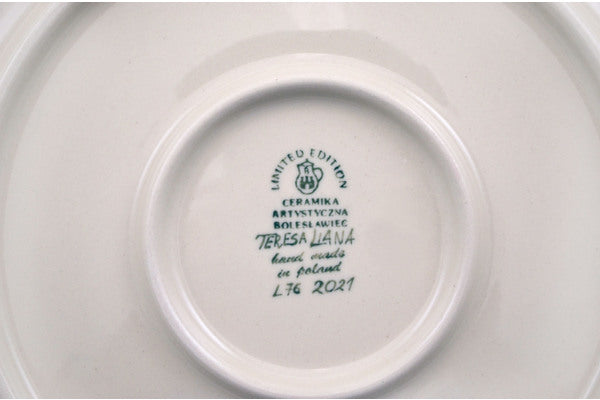 LIMITED EDITION
CERAMIKA
ARTYSTYCZNA
BOLESŁAWIEC
TERESA LIANA
hand made
in poland
L76 2021